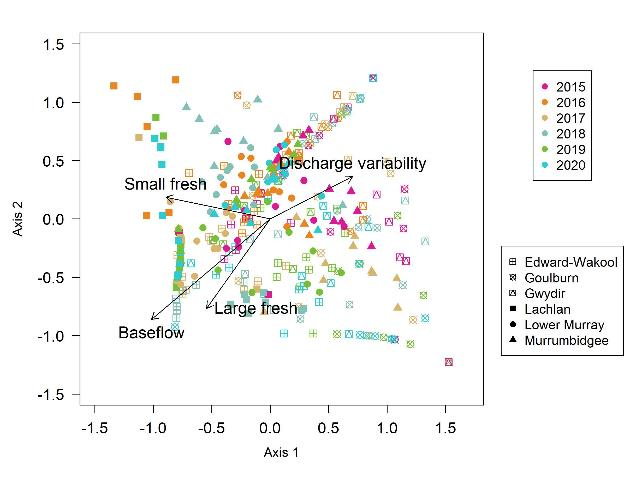 1.5
1.0
0.5
0.0
-0.5
-1.0
-1.5
Axis 2
Discharge variability
Small fresh
Large fresh
Baseflow
-1.5 -1.0 -0.5 0.0 0.5 1.0 1.5
Axis 1
2015
2016
2017
2018
2019
2020
Edward-Wakool
Goulburn
Gwydir
Lachlan
Lower Murray
Murrumbidgee